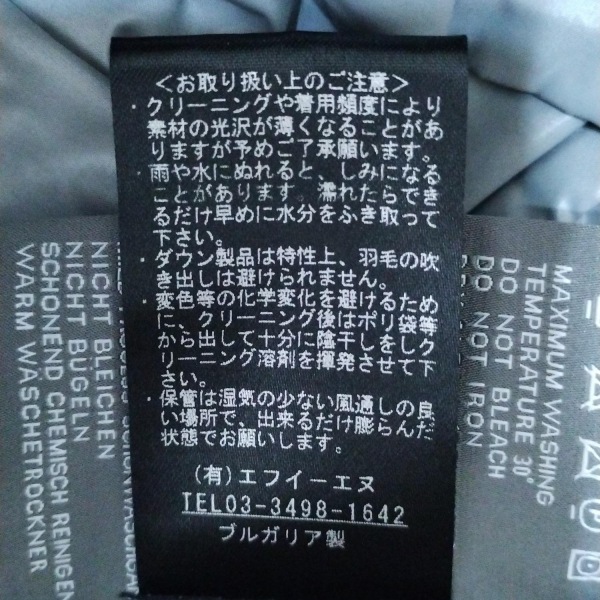 <お取り扱い上のご注意>
・クリーニングや着用頻度により
素材の光沢が薄くなることがあ
りますが予めご了承願います。
・雨や水にぬれると、しみになる
ことがあります。濡れたらでき
るだけ早めに水分をふき取って
下さい。
・ダウン製品は特性上、羽毛の吹
き出しは避けられません。
・変色等の化学変化を避けるため
に、クリーニング後はポリ袋等
から出して十分に陰干しをしク
リーニング溶剤を揮発させて下
さい。
・保管は湿気の少ない風通しの良
い場所で、出来るだけ膨らんだ
状態でお願いします。
(有)エフイーエヌ
TEL03-3498-1642
ブルガリア製
NICHT BLEICHEN
NICHT BÜGELN
SCHONEND CHEMISCH REINIGEN
WARM WÄSCHETROCKNER
MAXIMUM WASHING
TEMPERATURE 30°
DO NOT BLEACH
DO NOT IRON